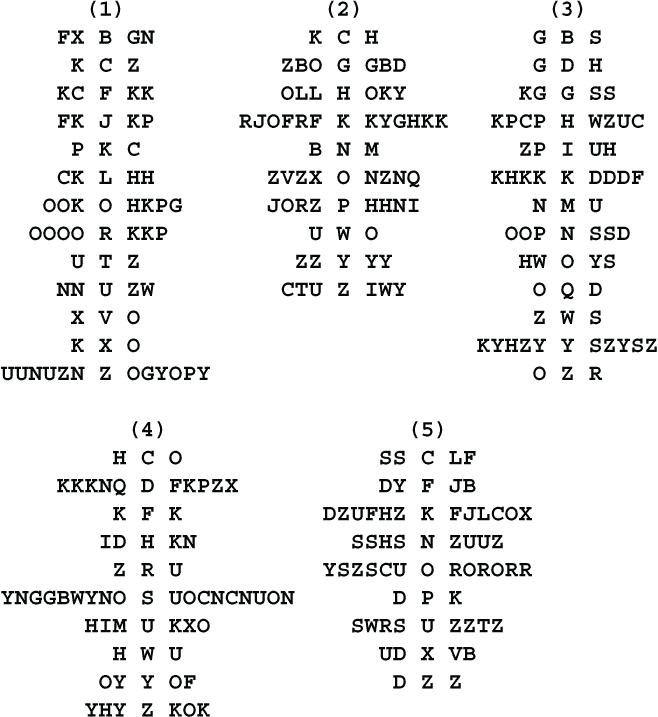 (1) (2) (3)
FX B GN K C H G B S
K C Z ZBO G GBD G D H
KC F KK OLL H OKY KG G SS
FK J KP RJOFRF K KYGHKK KPCP H WZUC
P K C B N M ZP I UH
CK L HH ZVZX O NZNQ KHKK K DDDF
OOK O HKPG JORZ P HHNI N M U
OOOO R KKP U W O OOP N SSD
U T Z ZZ Y YY HW O YS
NN U ZW CTU Z IWY O Q D
X V O Z W S
K X O KYHZY Y SZYSZ
UUNUZN Z OGYOPY O Z R
(4) (5)
H C O SS C LF
KKKNQ D FKPZX DY F JB
K F K DZUFHZ K FJLCOX
ID H KN SSHS N ZUUZ
Z R U YSZSCU O RORORR
YNGGBWYNO S UOCNCNUON D P K
HIM U KXO SWRS U ZZTZ
H W U UD X VB
OY Y OF D Z Z
YHY Z KOK